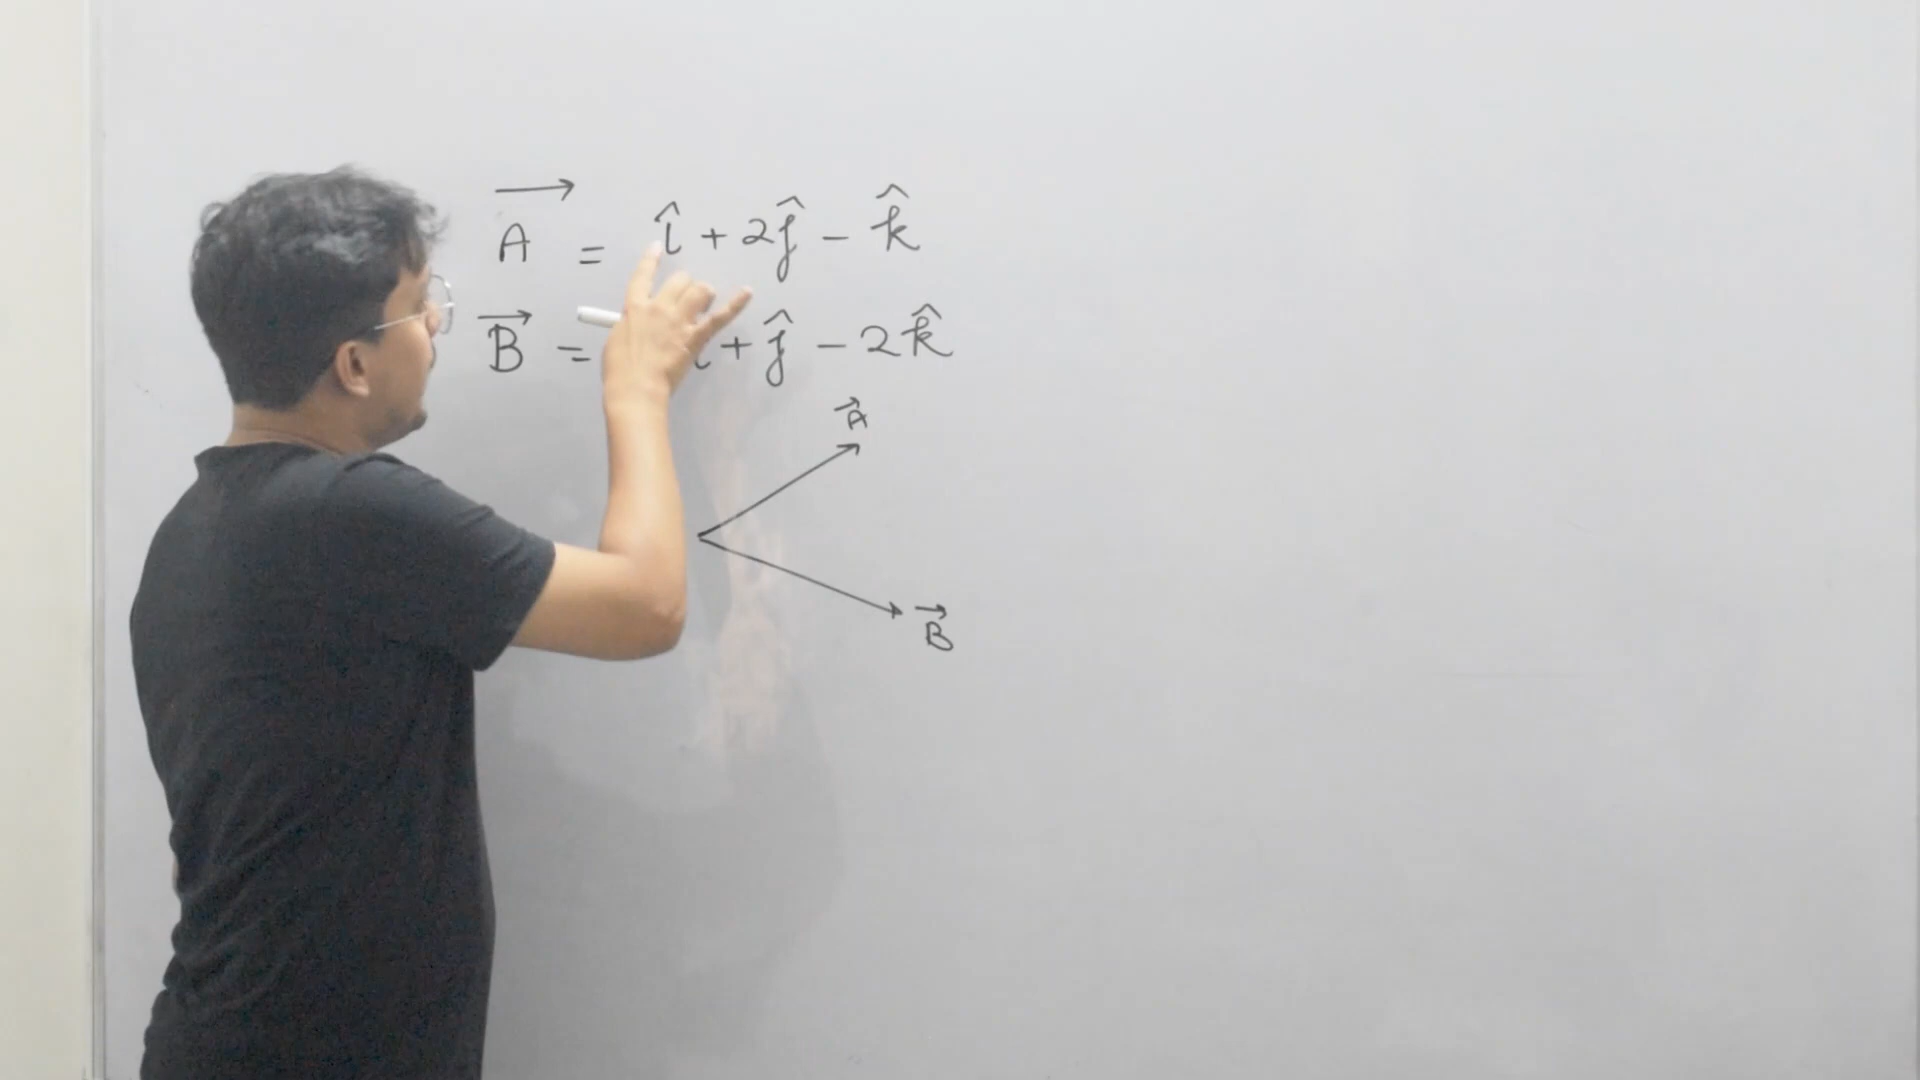 A⃗ = î + 2ĵ - k̂
B⃗ = i + ĵ - 2k̂
A⃗
B⃗